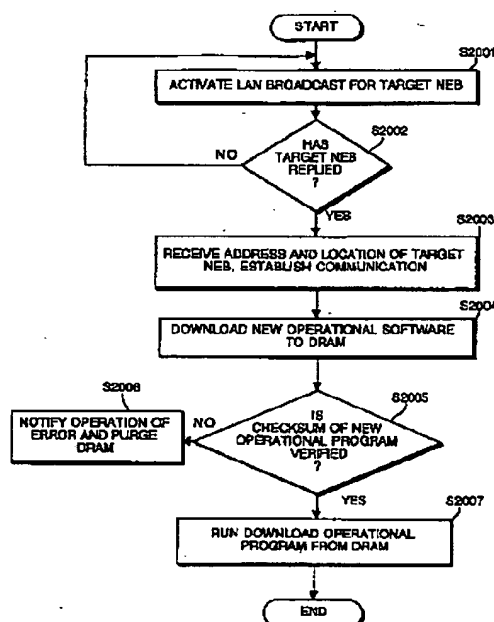 START
S2001
ACTIVATE LAN BROADCAST FOR TARGET NEB
S2002
HAS
TARGET NEB
REPLIED
?
NO
YES
S2003
RECEIVE ADDRESS AND LOCATION OF TARGET
NEB, ESTABLISH COMMUNICATION
S2004
DOWNLOAD NEW OPERATIONAL SOFTWARE
TO DRAM
S2006
NOTIFY OPERATION OF
ERROR AND PURGE
DRAM
NO
S2005
IS
CHECKSUM OF NEW
OPERATIONAL PROGRAM
VERIFIED
?
YES
S2007
RUN DOWNLOAD OPERATIONAL
PROGRAM FROM DRAM
END